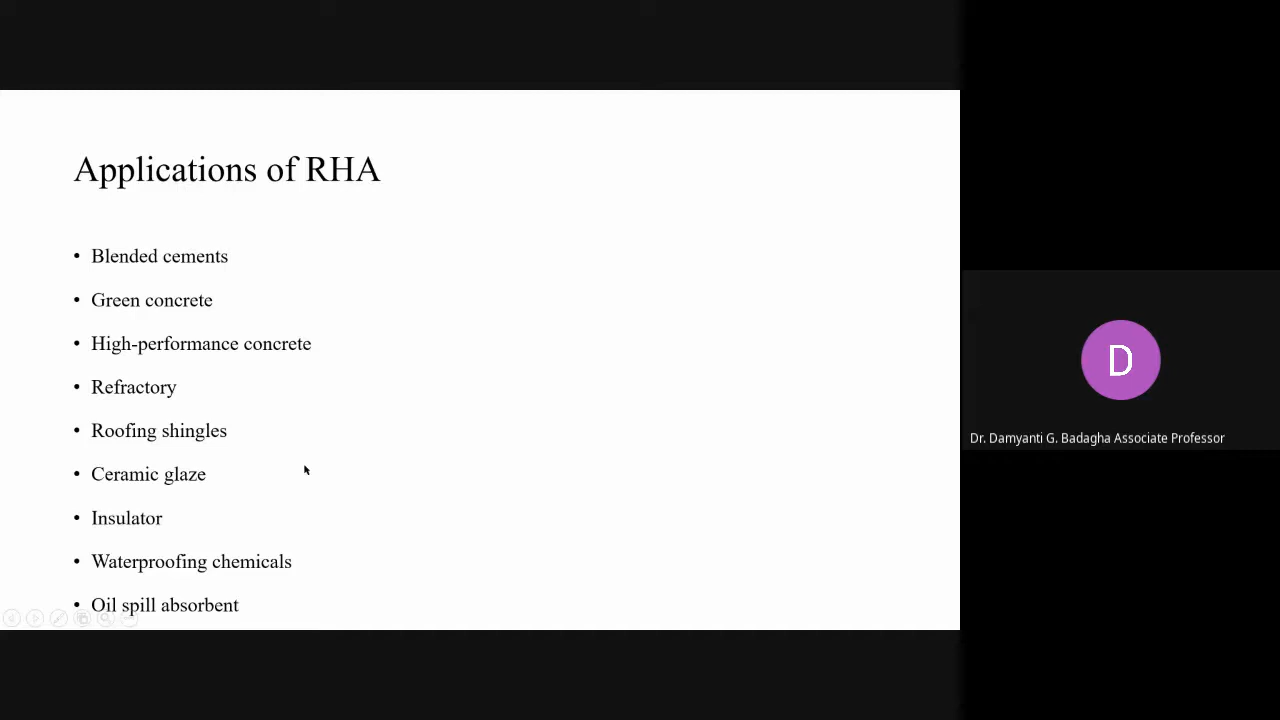 Applications of RHA
• Blended cements
• Green concrete
• High-performance concrete
• Refractory
• Roofing shingles
• Ceramic glaze
• Insulator
• Waterproofing chemicals
• Oil spill absorbent
D
Dr. Damyanti G. Badagha Associate Professor